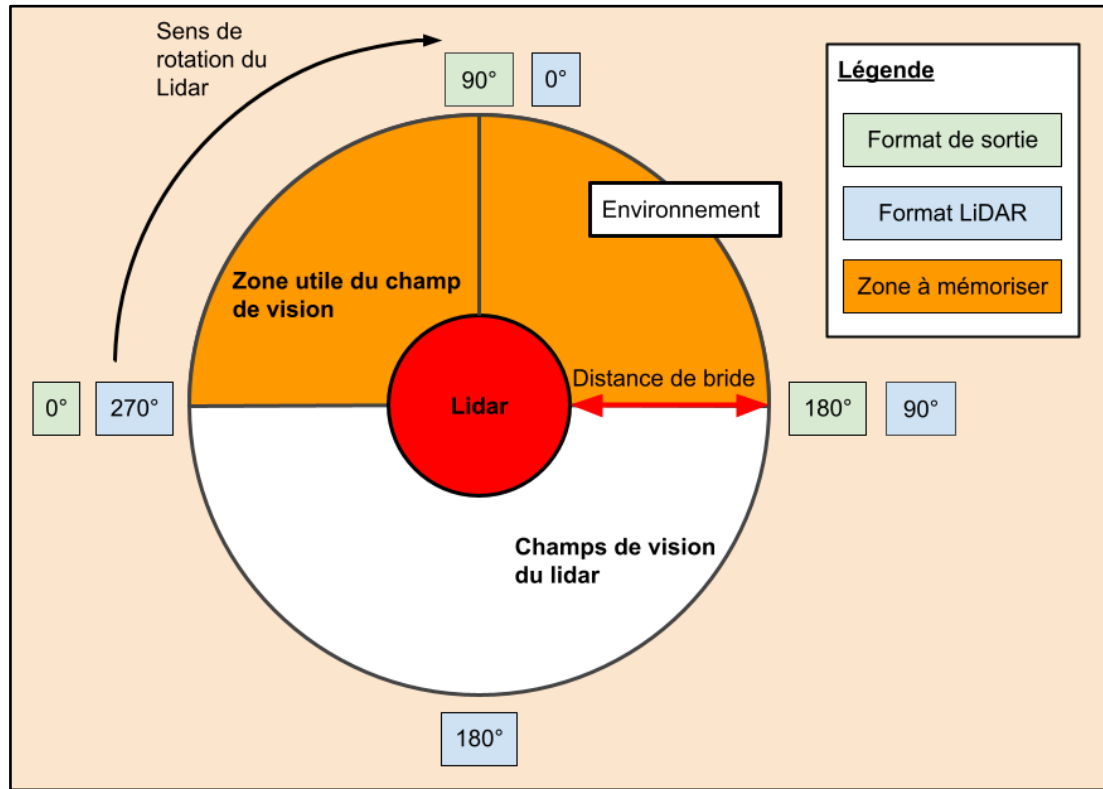 Sens de
rotation du
Lidar
90°
0°
Légende
Format de sortie
Format LiDAR
Zone à mémoriser
Environnement
Zone utile du champ
de vision
Distance de bride
Lidar
0°
270°
180°
90°
Champs de vision
du lidar
180°